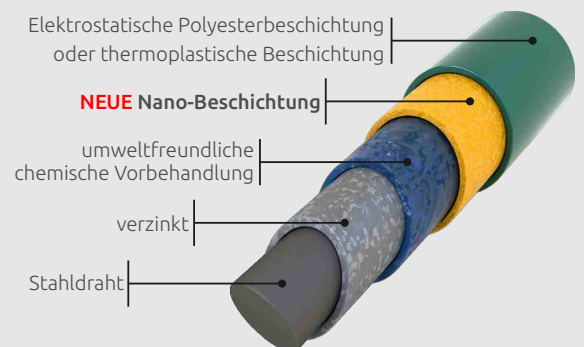 Elektrostatische Polyesterbeschichtung
oder thermoplastische Beschichtung
NEUE Nano-Beschichtung
umweltfreundliche
chemische Vorbehandlung
verzinkt
Stahldraht